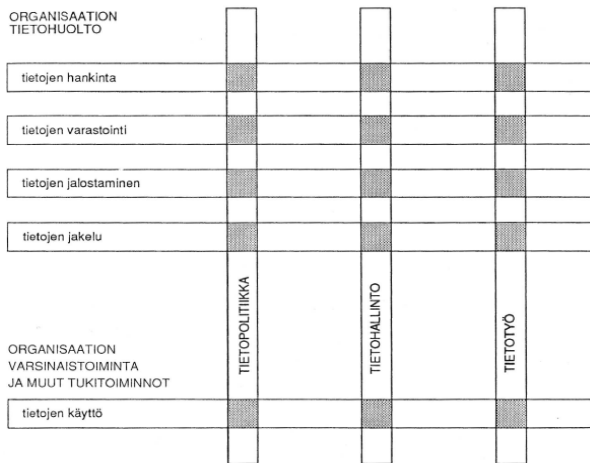 ORGANISAATION
TIETOHUOLTO
tietojen hankinta
tietojen varastointi
tietojen jalostaminen
tietojen jakelu
TIETOPOLITIIKKA
TIETOHALLINTO
TIETOTYÖ
ORGANISAATION
VARSINAISTOIMINTA
JA MUUT TUKITOIMINNOT
tietojen käyttö